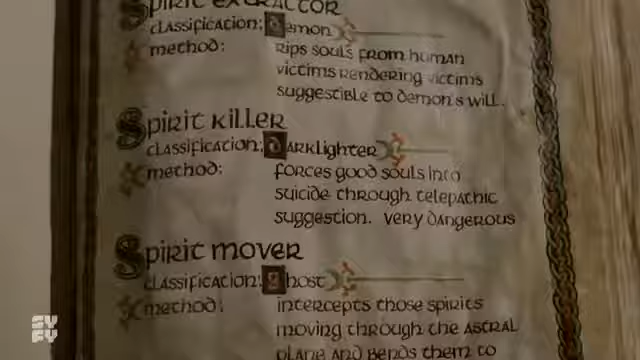 Spirit extractor
classification: Demon
method: rips souls from human
victims rendering victims
suggestible to demon's will.
Spirit killer
classification: Darklighter
method: forces good souls into
suicide through telepathic
suggestion. very dangerous
Spirit mover
classification: Ghost
method: intercepts those spirits
moving through the astral
plane and bends them to
SYFY